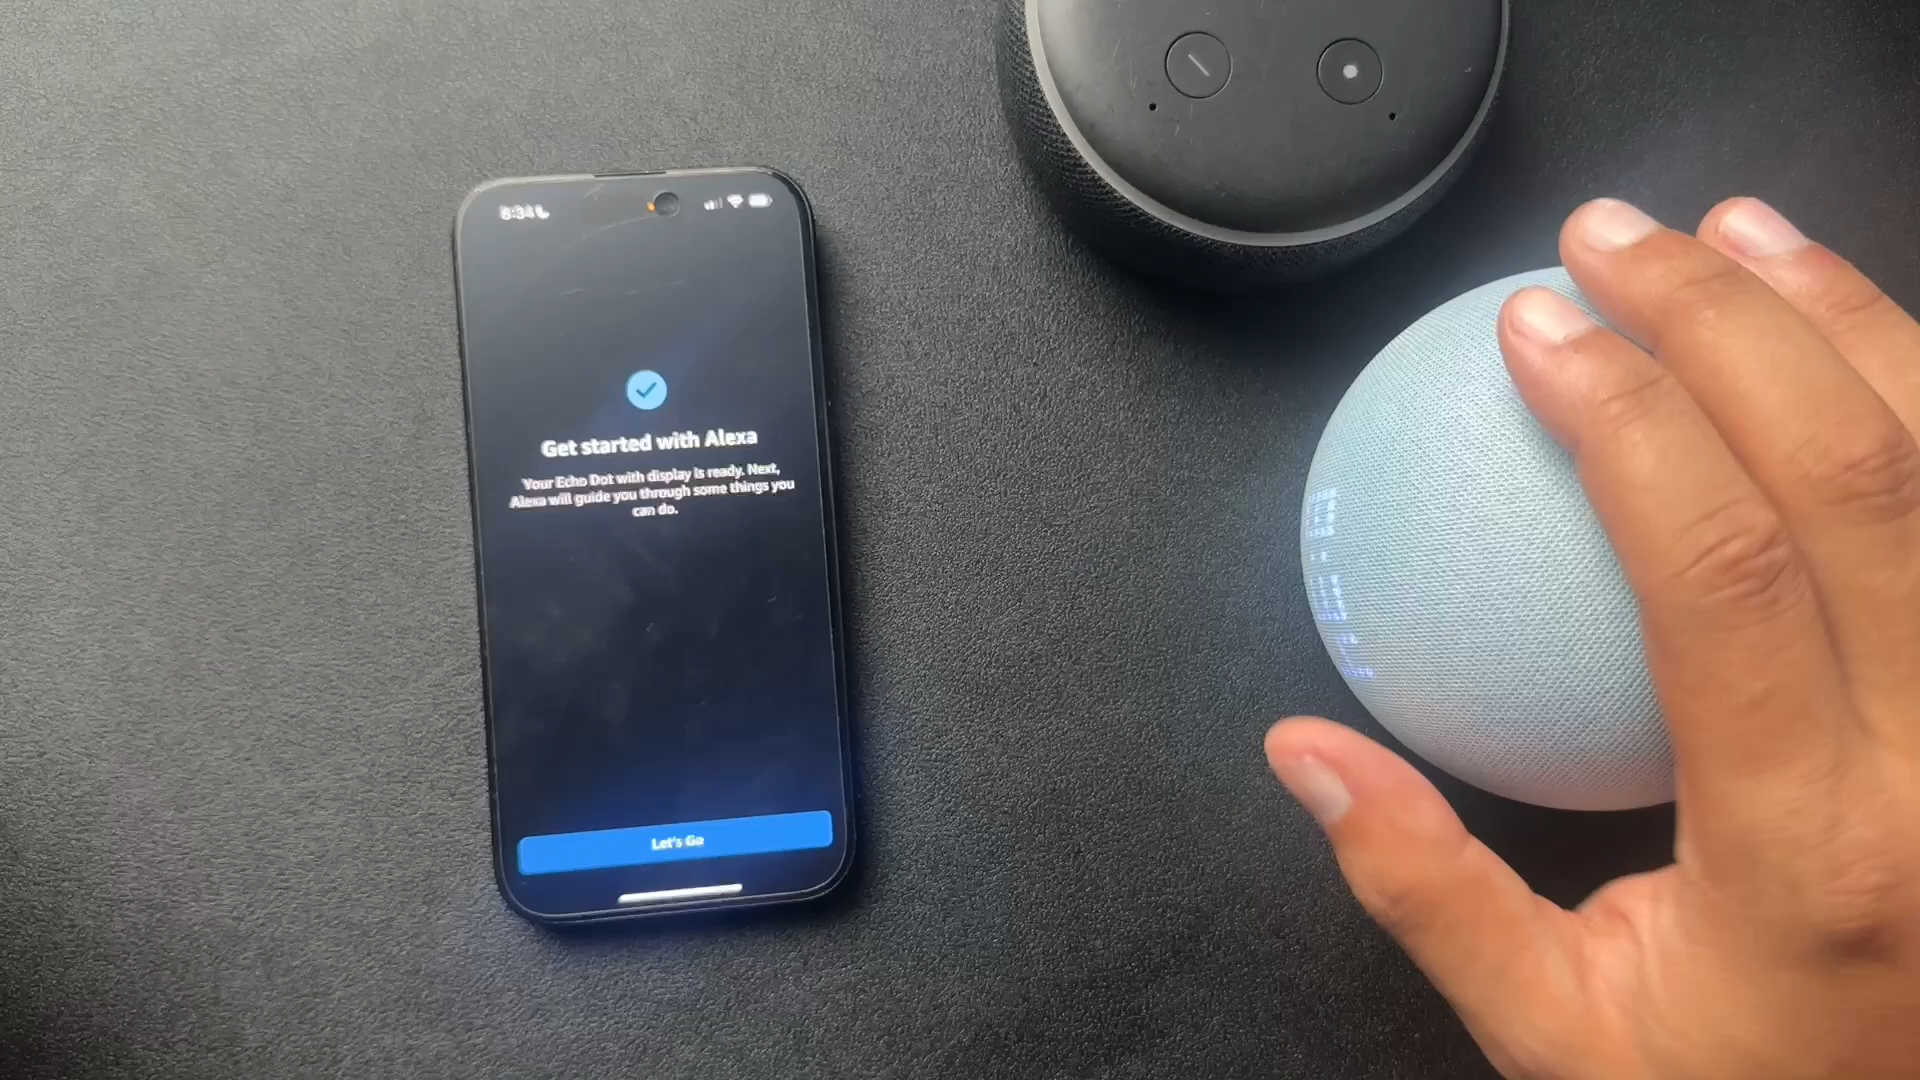 8:34
Get started with Alexa
Your Echo Dot with display is ready. Next,
Alexa will guide you through some things you
can do.
Let's Go